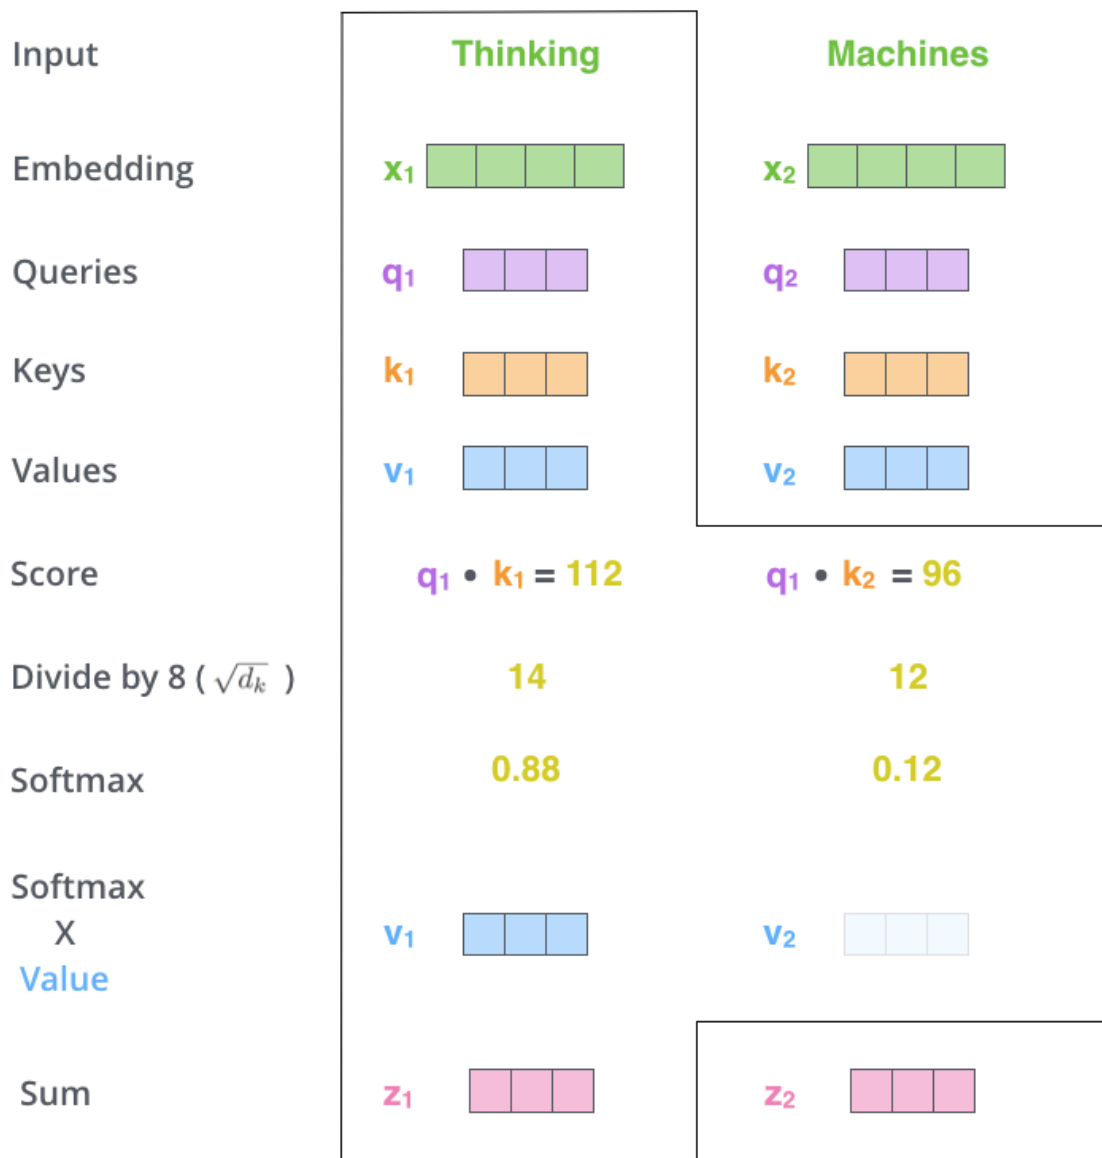 Input Thinking Machines
Embedding x₁ x₂
Queries q₁ q₂
Keys k₁ k₂
Values v₁ v₂
Score q₁ • k₁ = 112 q₁ • k₂ = 96
Divide by 8 ( √dₖ ) 14 12
Softmax 0.88 0.12
Softmax
X v₁ v₂
Value
Sum z₁ z₂